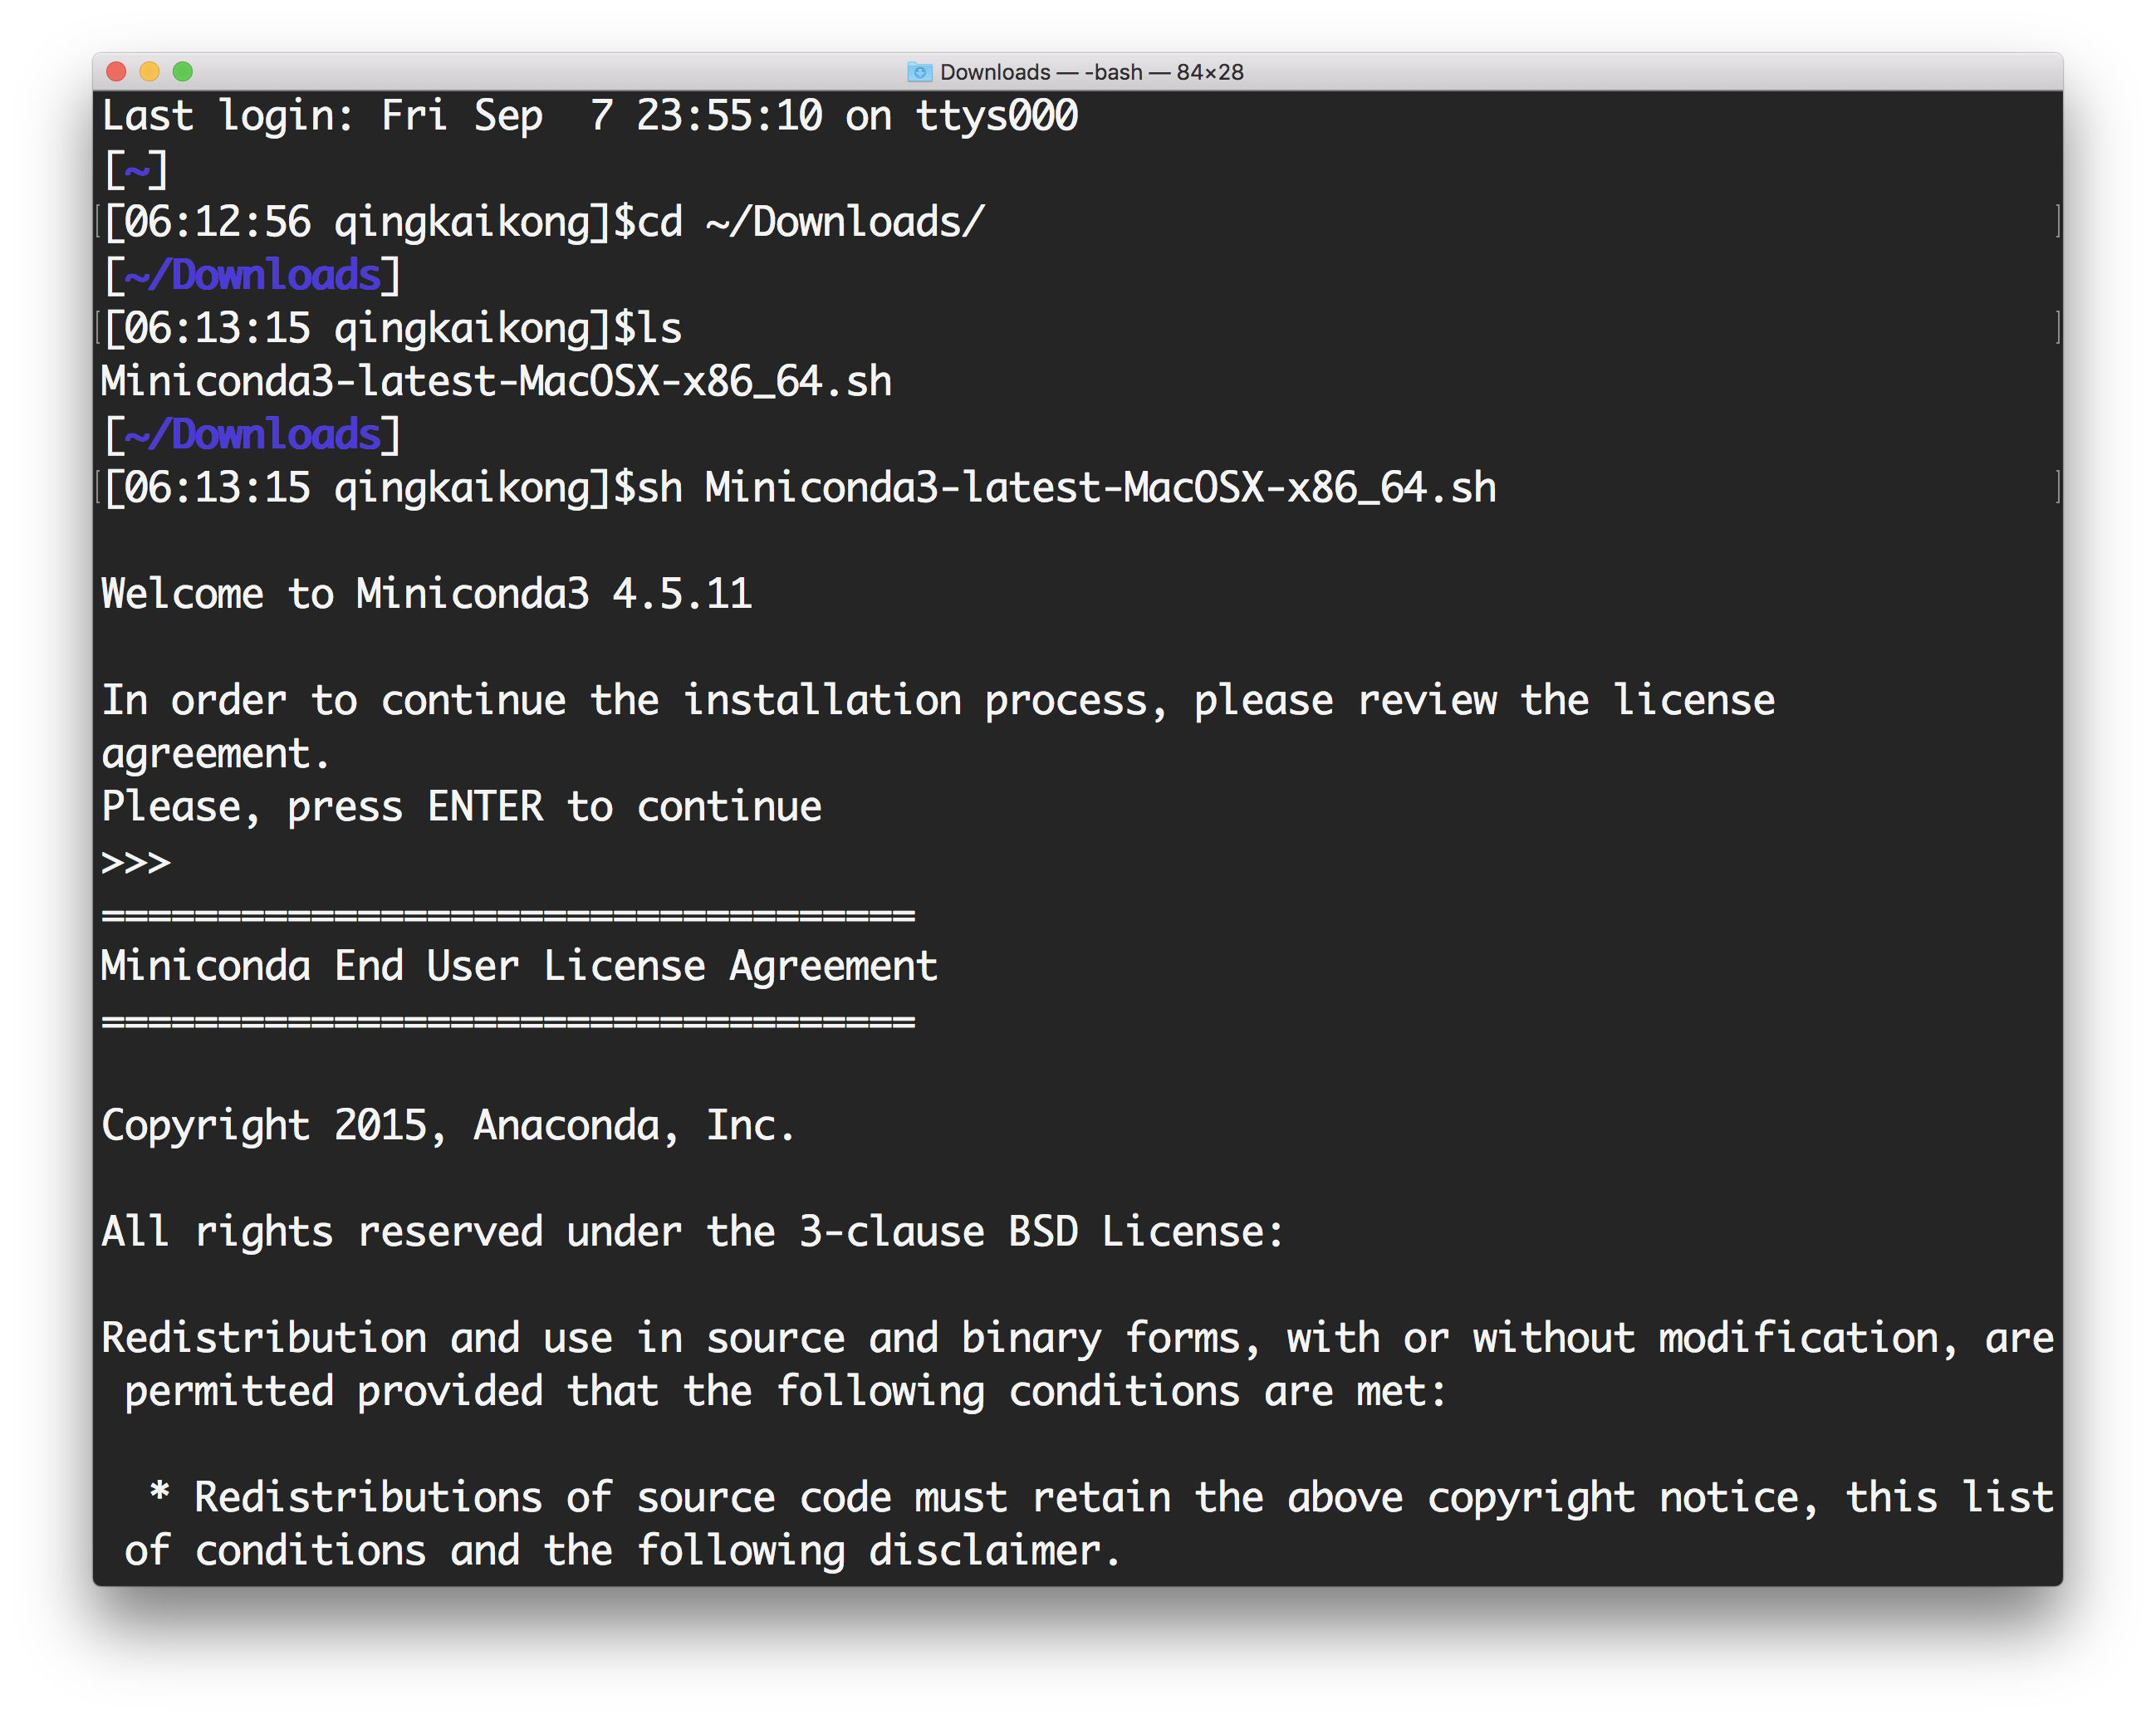 Downloads — -bash — 84×28
Last login: Fri Sep  7 23:55:10 on ttys000
[~]
[06:12:56 qingkaikong]$cd ~/Downloads/
[~/Downloads]
[06:13:15 qingkaikong]$ls
Miniconda3-latest-MacOSX-x86_64.sh
[~/Downloads]
[06:13:15 qingkaikong]$sh Miniconda3-latest-MacOSX-x86_64.sh

Welcome to Miniconda3 4.5.11

In order to continue the installation process, please review the license
agreement.
Please, press ENTER to continue
>>>
===================================
Miniconda End User License Agreement
===================================

Copyright 2015, Anaconda, Inc.

All rights reserved under the 3-clause BSD License:

Redistribution and use in source and binary forms, with or without modification, are
 permitted provided that the following conditions are met:

  * Redistributions of source code must retain the above copyright notice, this list
 of conditions and the following disclaimer.